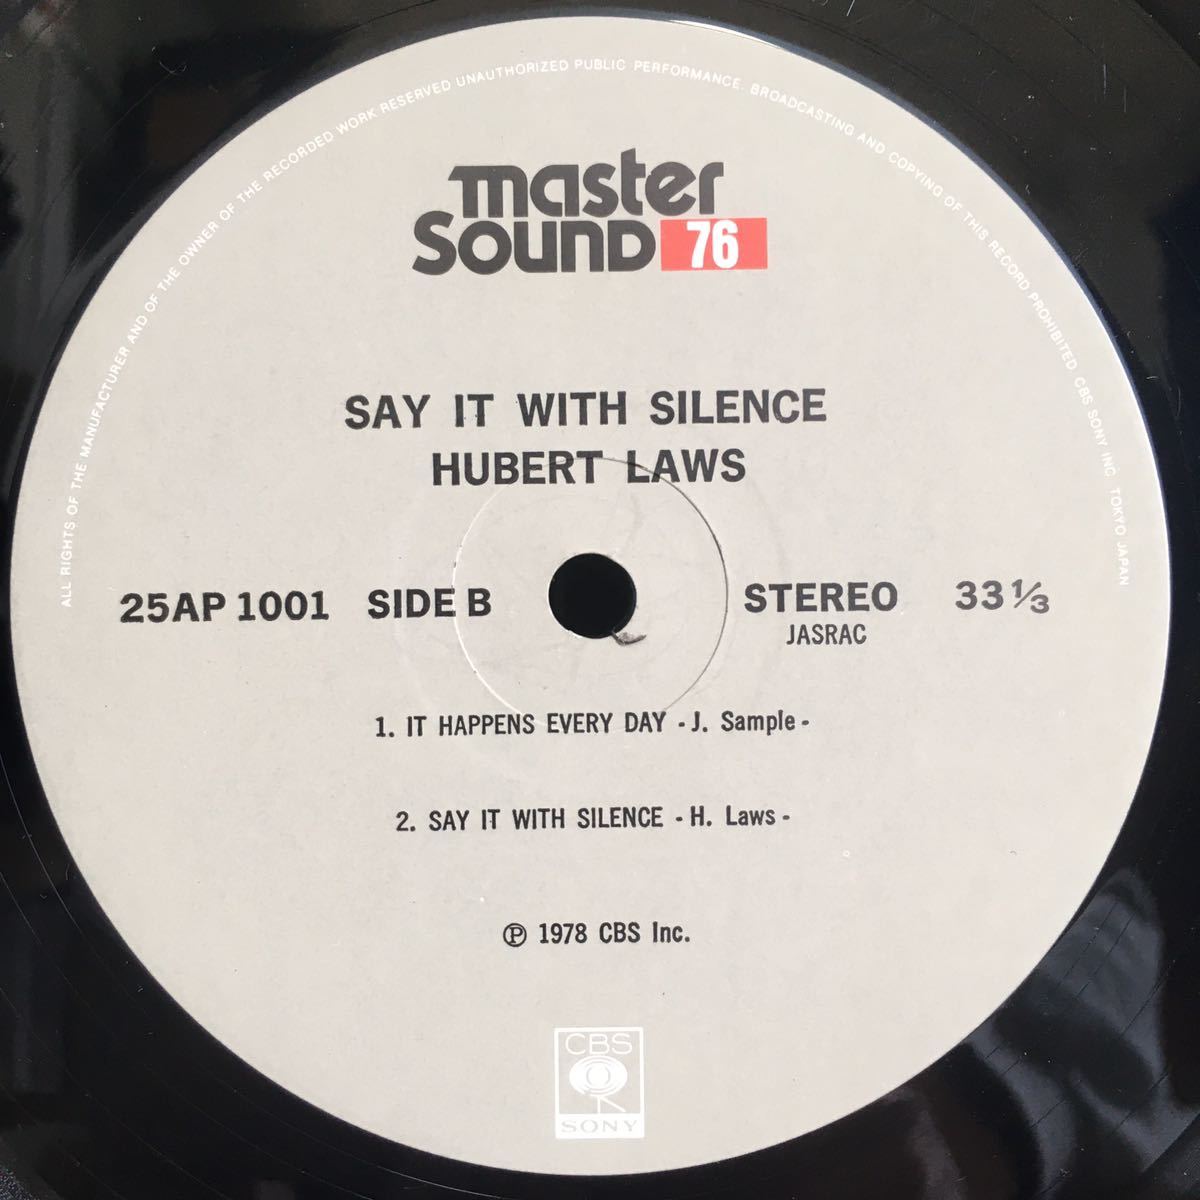 ALL RIGHTS OF THE MANUFACTURER AND OF THE OWNER OF THE RECORDED WORK RESERVED UNAUTHORIZED PUBLIC PERFORMANCE. BROADCASTING AND COPYING OF THIS RECORD PROHIBITED CBS SONY INC TOKYO JAPAN
master
Sound 76
SAY IT WITH SILENCE
HUBERT LAWS
25AP 1001 SIDE B STEREO 33 1/3
JASRAC
1. IT HAPPENS EVERY DAY - J. Sample -
2. SAY IT WITH SILENCE - H. Laws -
Ⓟ 1978 CBS Inc.
CBS
SONY